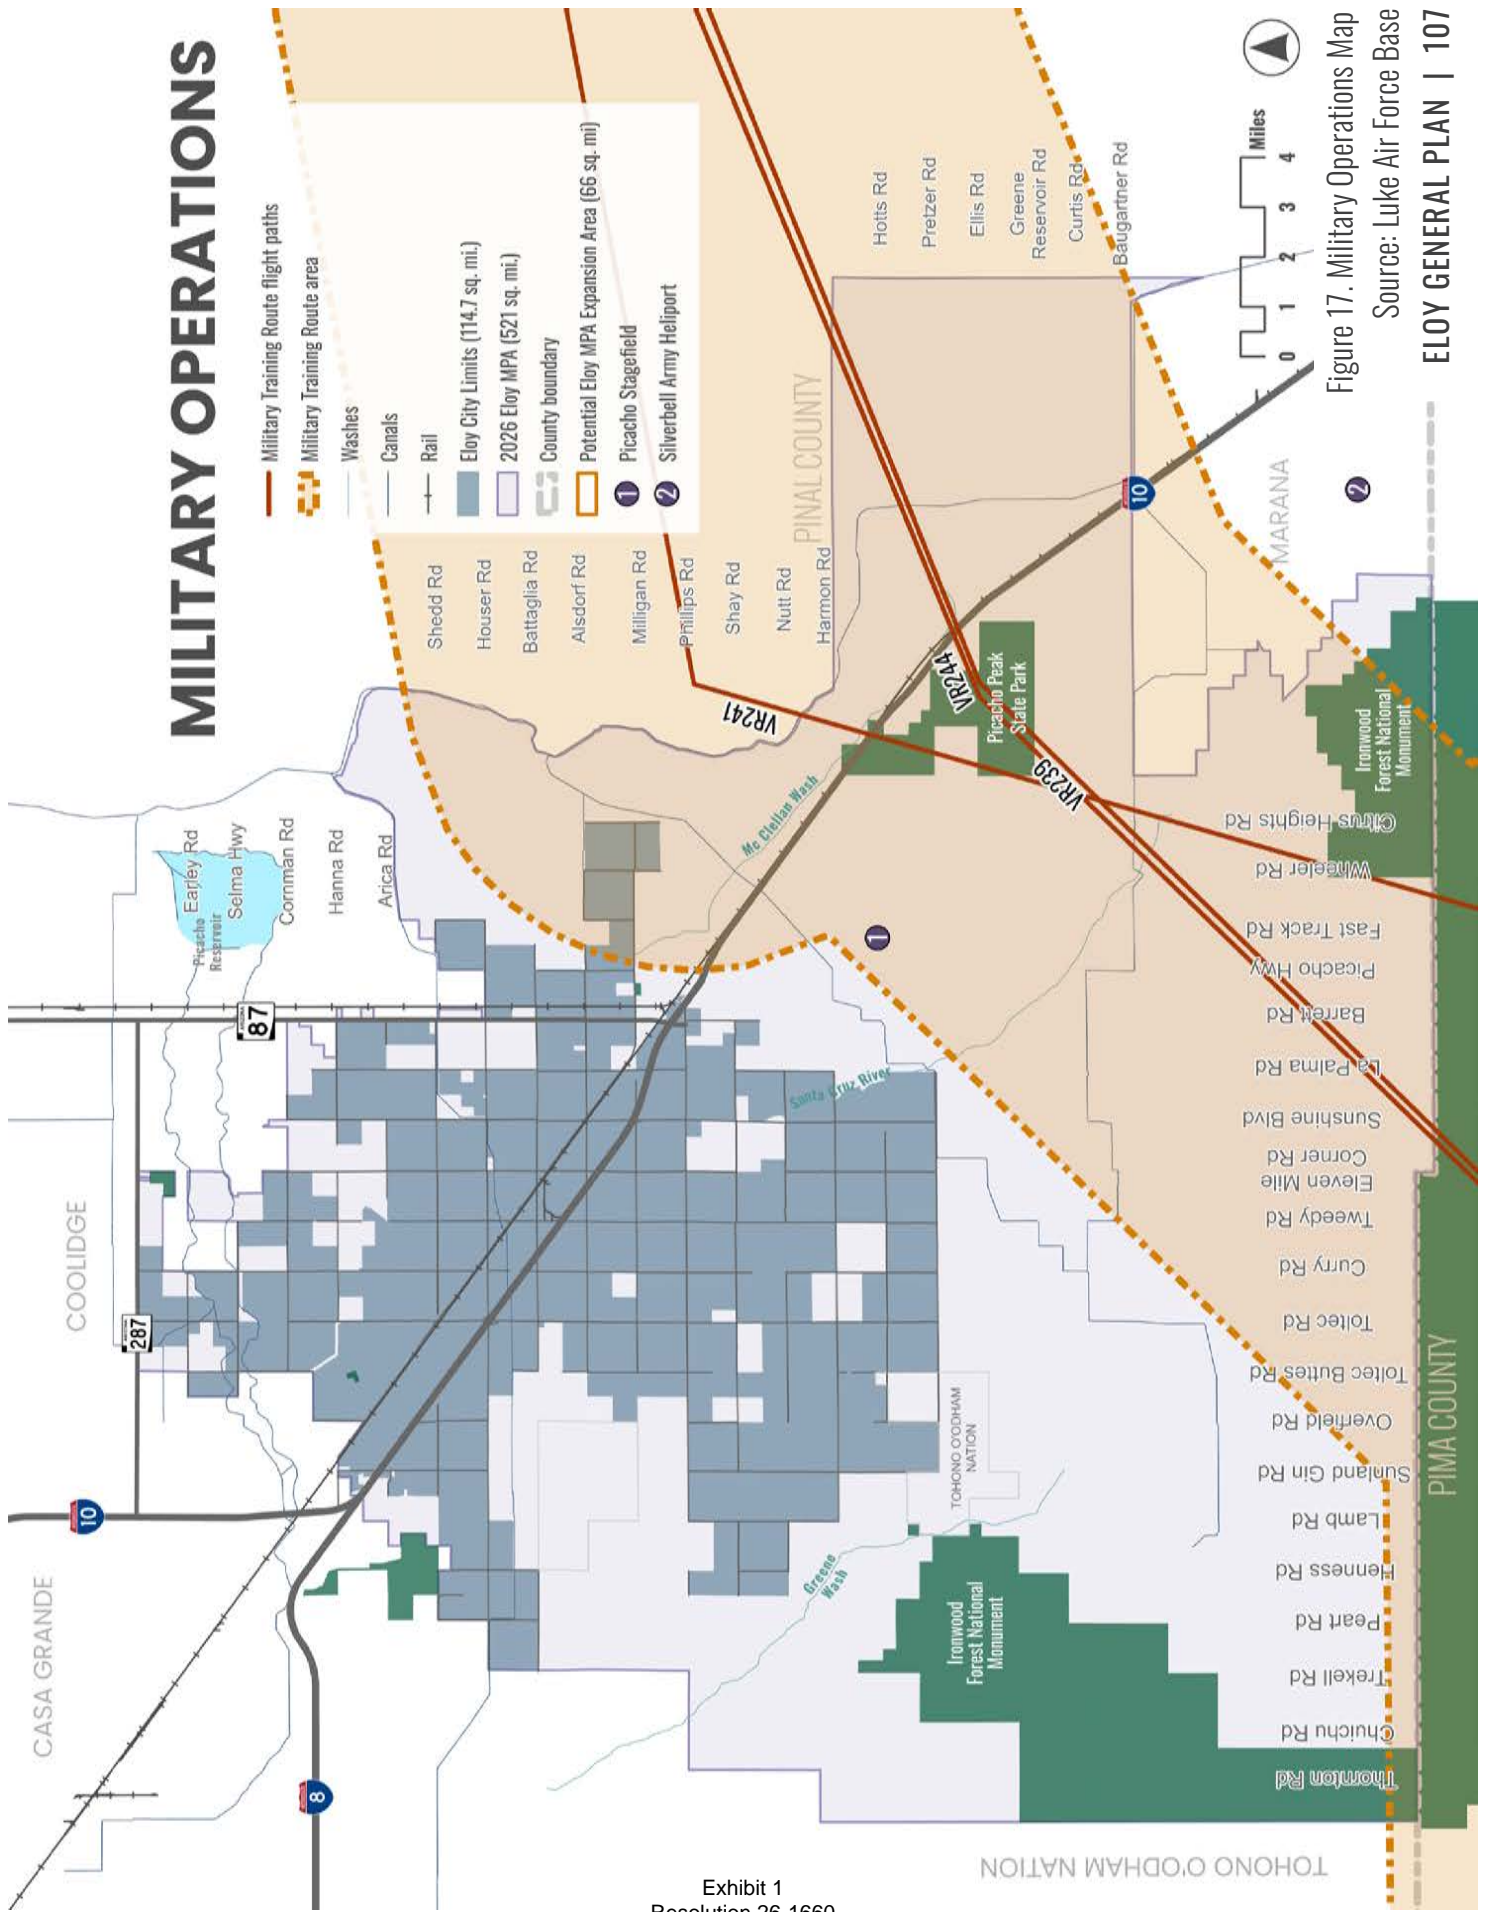 MILITARY OPERATIONS
Military Training Route flight paths
Military Training Route area
Washes
Canals
Rail
Eloy City Limits (114.7 sq. mi.)
2026 Eloy MPA (521 sq. mi.)
County boundary
Potential Eloy MPA Expansion Area (66 sq. mi)
1 Picacho Stagefield
2 Silverbell Army Heliport
CASA GRANDE
COOLIDGE
10
287
87
8
Picacho
Reservoir
Earley Rd
Selma Hwy
Cornman Rd
Hanna Rd
Arica Rd
Shedd Rd
Houser Rd
Battaglia Rd
Alsdorf Rd
Milligan Rd
Phillips Rd
Shay Rd
Nutt Rd
Harmon Rd
Hotts Rd
Pretzer Rd
Ellis Rd
Greene
Reservoir Rd
Curtis Rd
Baugartner Rd
PINAL COUNTY
VR241
VR244
VR239
Mc Clellan Wash
Santa Cruz River
Greene
Wash
Picacho Peak
State Park
10
1
2
MARANA
Ironwood
Forest National
Monument
TOHONO O'ODHAM
NATION
Ironwood
Forest National
Monument
TOHONO O'ODHAM NATION
Thornton Rd
Chuichu Rd
Trekell Rd
Peart Rd
Henness Rd
Lamb Rd
Sunland Gin Rd
Overfield Rd
Toltec Buttes Rd
Toltec Rd
Curry Rd
Tweedy Rd
Eleven Mile
Corner Rd
Sunshine Blvd
La Palma Rd
Barrett Rd
Picacho Hwy
Fast Track Rd
Wheeler Rd
Citrus Heights Rd
PIMA COUNTY
0 1 2 3 4
Miles
Figure 17. Military Operations Map
Source: Luke Air Force Base
ELOY GENERAL PLAN | 107
Exhibit 1
Resolution 26-1660